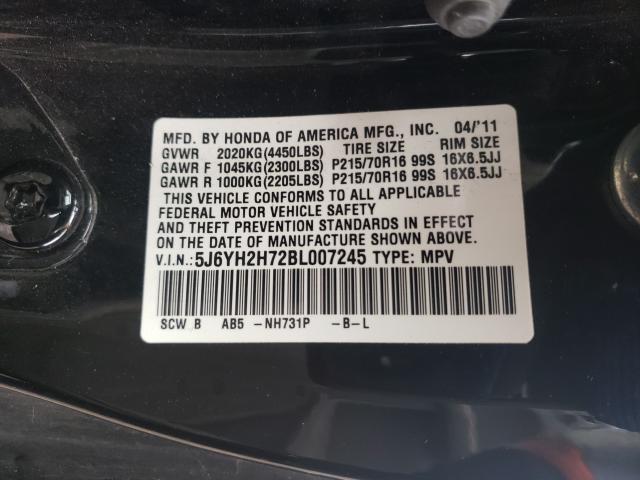 MFD. BY HONDA OF AMERICA MFG., INC. 04/'11
GVWR 2020KG(4450LBS) TIRE SIZE RIM SIZE
GAWR F 1045KG(2300LBS) P215/70R16 99S 16X6.5JJ
GAWR R 1000KG(2205LBS) P215/70R16 99S 16X6.5JJ
THIS VEHICLE CONFORMS TO ALL APPLICABLE
FEDERAL MOTOR VEHICLE SAFETY
AND THEFT PREVENTION STANDARDS IN EFFECT
ON THE DATE OF MANUFACTURE SHOWN ABOVE.
V.I.N.:5J6YH2H72BL007245 TYPE: MPV
SCW B AB5 -NH731P -B-L